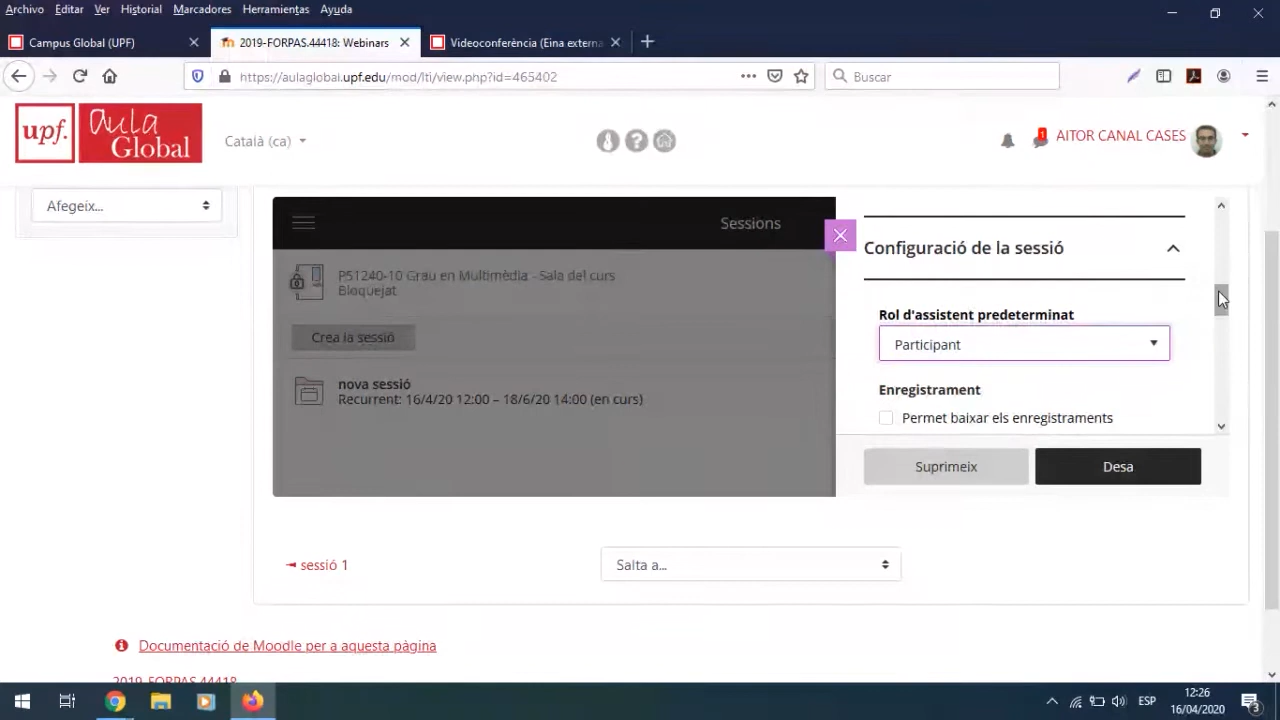 Archivo Editar Ver Historial Marcadores Herramientas Ayuda
Campus Global (UPF)
2019-FORPAS.44418: Webinars
Videoconferència (Eina externa
https://aulaglobal.upf.edu/mod/lti/view.php?id=465402
Buscar
upf.
aula
Global
Català (ca)
1
AITOR CANAL CASES
Afegeix...
Sessions
P51240-10 Grau en Multimèdia - Sala del curs
Bloquejat
Crea la sessió
nova sessió
Recurrent: 16/4/20 12:00 – 18/6/20 14:00 (en curs)
Configuració de la sessió
Rol d'assistent predeterminat
Participant
Enregistrament
Permet baixar els enregistraments
Suprimeix
Desa
◄ sessió 1
Salta a...
Documentació de Moodle per a aquesta pàgina
2019-FORPAS.44418
ESP
12:26
16/04/2020
3